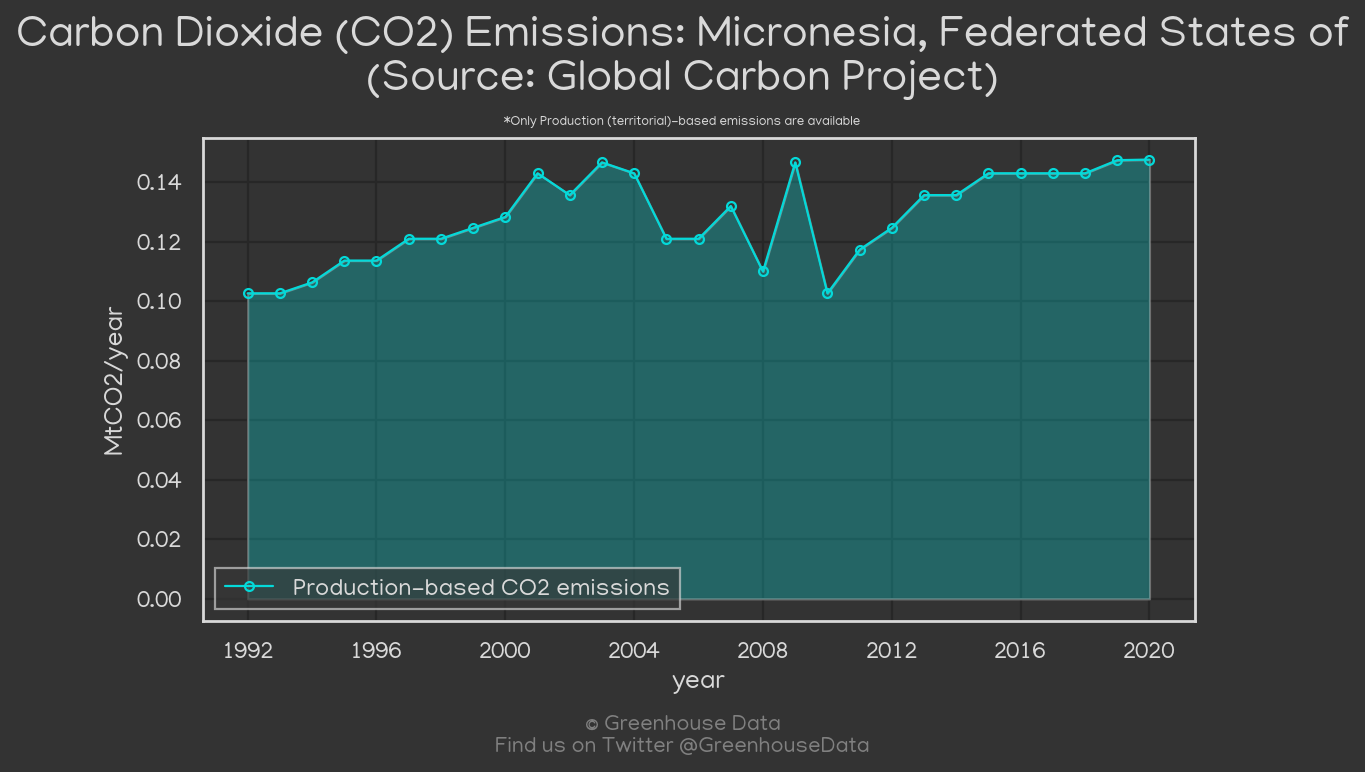 Carbon Dioxide (CO2) Emissions: Micronesia, Federated States of
(Source: Global Carbon Project)
*Only Production (territorial)-based emissions are available
MtCO2/year
0.14
0.12
0.10
0.08
0.06
0.04
0.02
0.00
Production-based CO2 emissions
1992 1996 2000 2004 2008 2012 2016 2020
year
© Greenhouse Data
Find us on Twitter @GreenhouseData